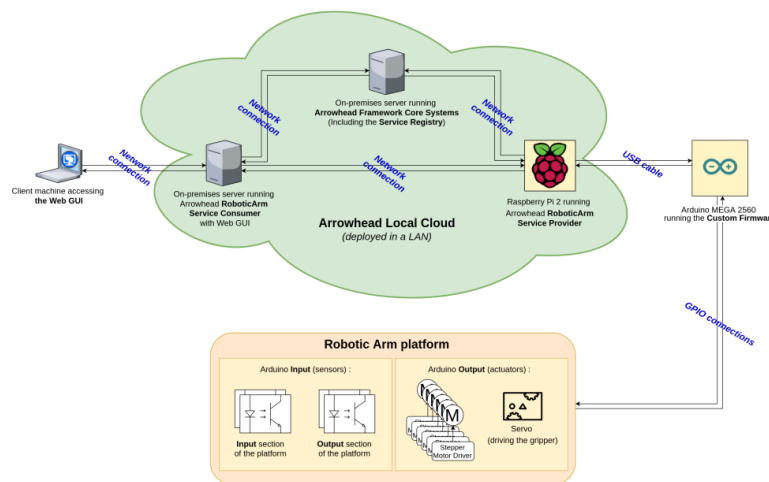 On-premises server running
Arrowhead Framework Core Systems
(Including the Service Registry)
Network
connection
Network
connection
Network
connection
Network
connection
USB cable
Client machine accessing
the Web GUI
On-premises server running
Arrowhead RoboticArm
Service Consumer
with Web GUI
Raspberry Pi 2 running
Arrowhead RoboticArm
Service Provider
Arduino MEGA 2560
running the Custom Firmwa
Arrowhead Local Cloud
(deployed in a LAN)
GPIO connections
Robotic Arm platform
Arduino Input (sensors) :
Arduino Output (actuators) :
M
Input section
of the platform
Output section
of the platform
Stepper
Motor Driver
Servo
(driving the gripper)